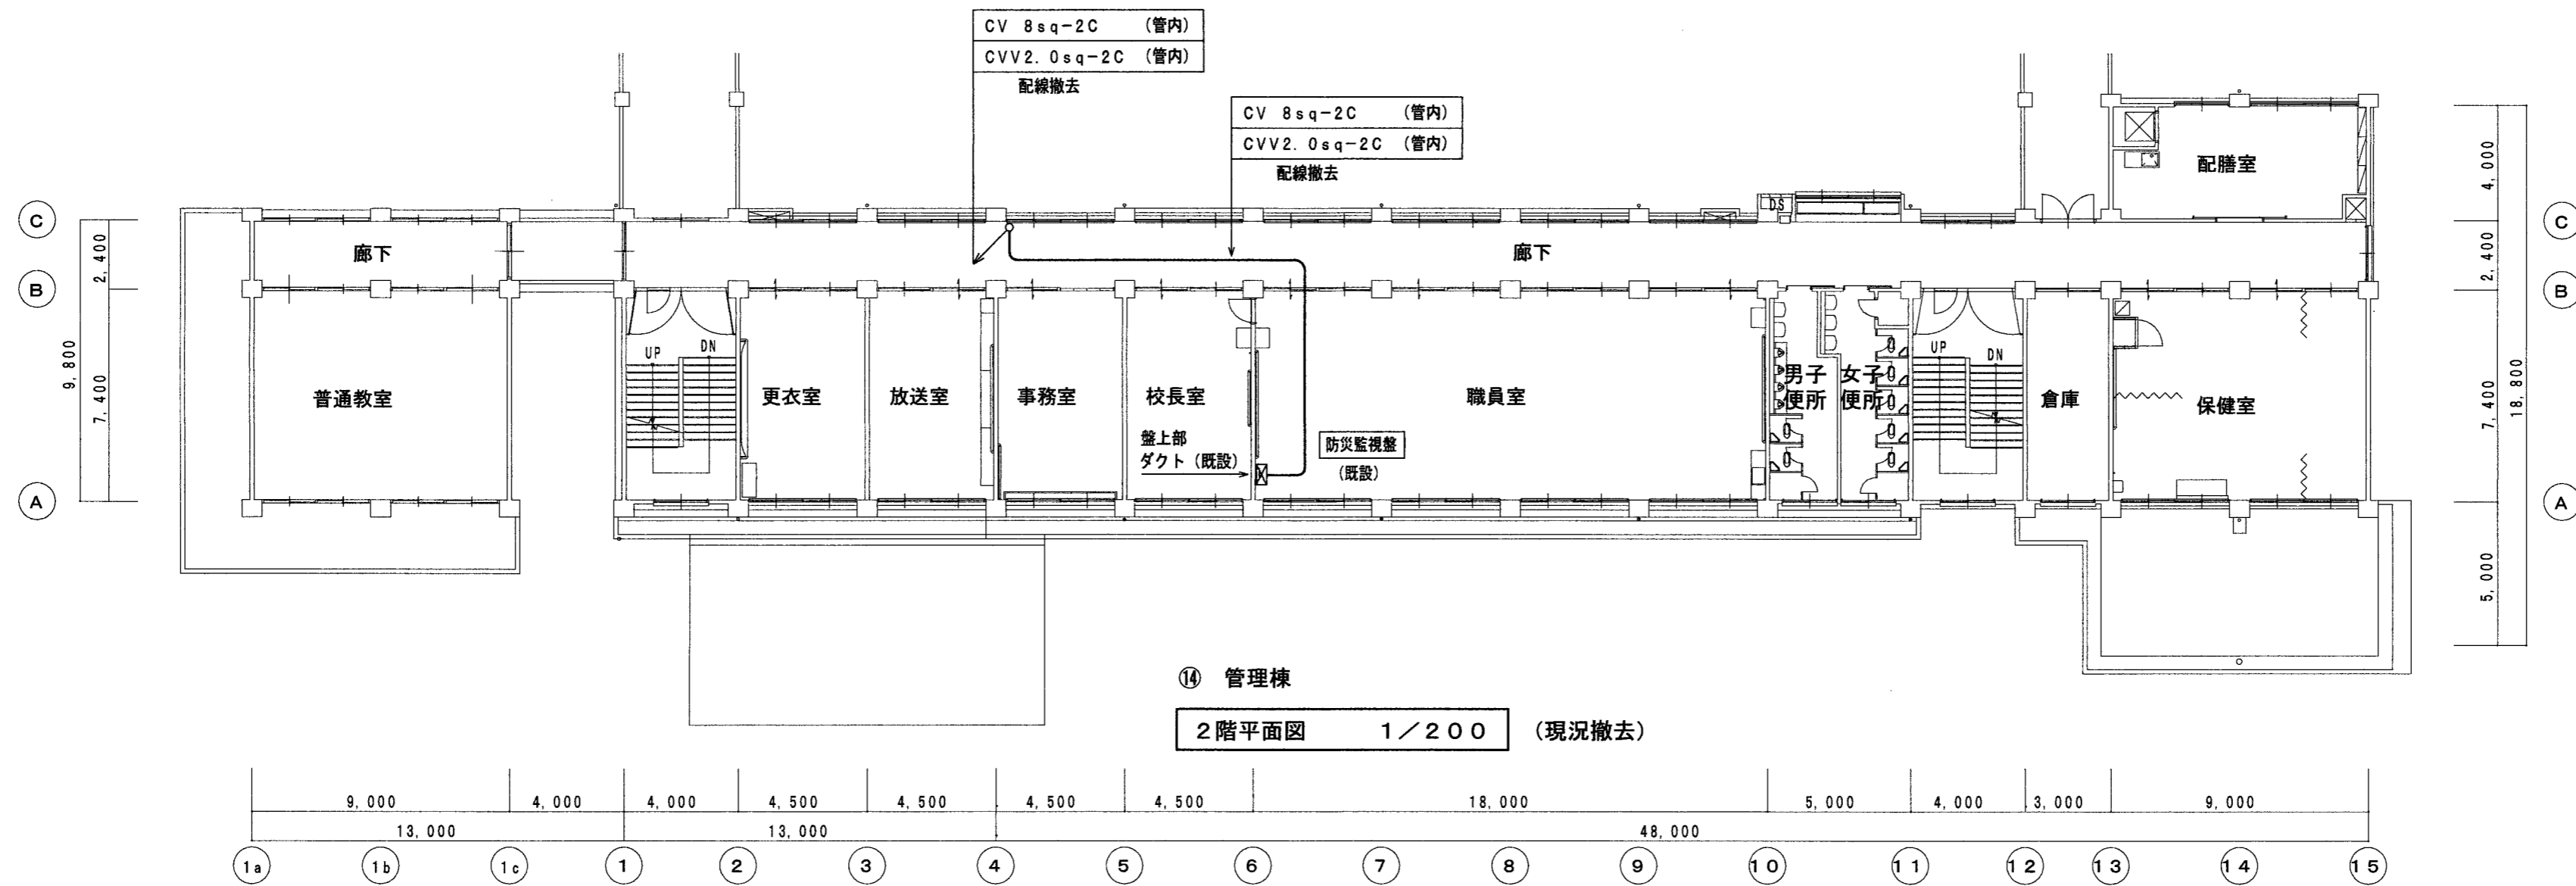 CV 8sq-2C (管内)
CVV2.0sq-2C (管内)
配線撤去
CV 8sq-2C (管内)
CVV2.0sq-2C (管内)
配線撤去
配膳室
DS
C
C
廊下
廊下
B
B
UP
DN
UP
DN
普通教室
更衣室
放送室
事務室
校長室
職員室
男子
便所
女子
便所
倉庫
保健室
盤上部
ダクト(既設)
防災監視盤
(既設)
A
A
2,400
7,400
9,800
4,000
2,400
7,400
5,000
18,800
⑭ 管理棟
2階平面図 1/200 (現況撤去)
9,000
4,000
4,000
4,500
4,500
4,500
4,500
18,000
5,000
4,000
3,000
9,000
13,000
13,000
48,000
1a
1b
1c
1
2
3
4
5
6
7
8
9
10
11
12
13
14
15